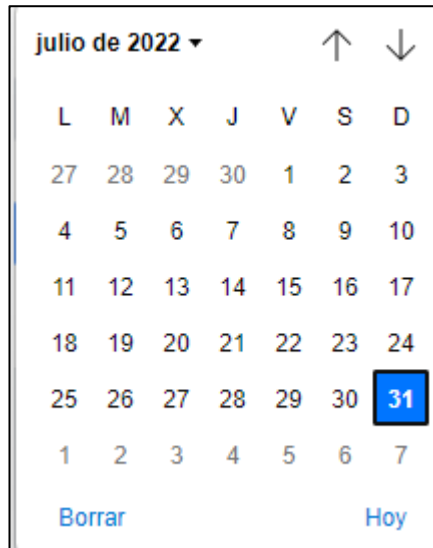 julio de 2022
L M X J V S D
27 28 29 30 1 2 3
4 5 6 7 8 9 10
11 12 13 14 15 16 17
18 19 20 21 22 23 24
25 26 27 28 29 30 31
1 2 3 4 5 6 7
Borrar Hoy